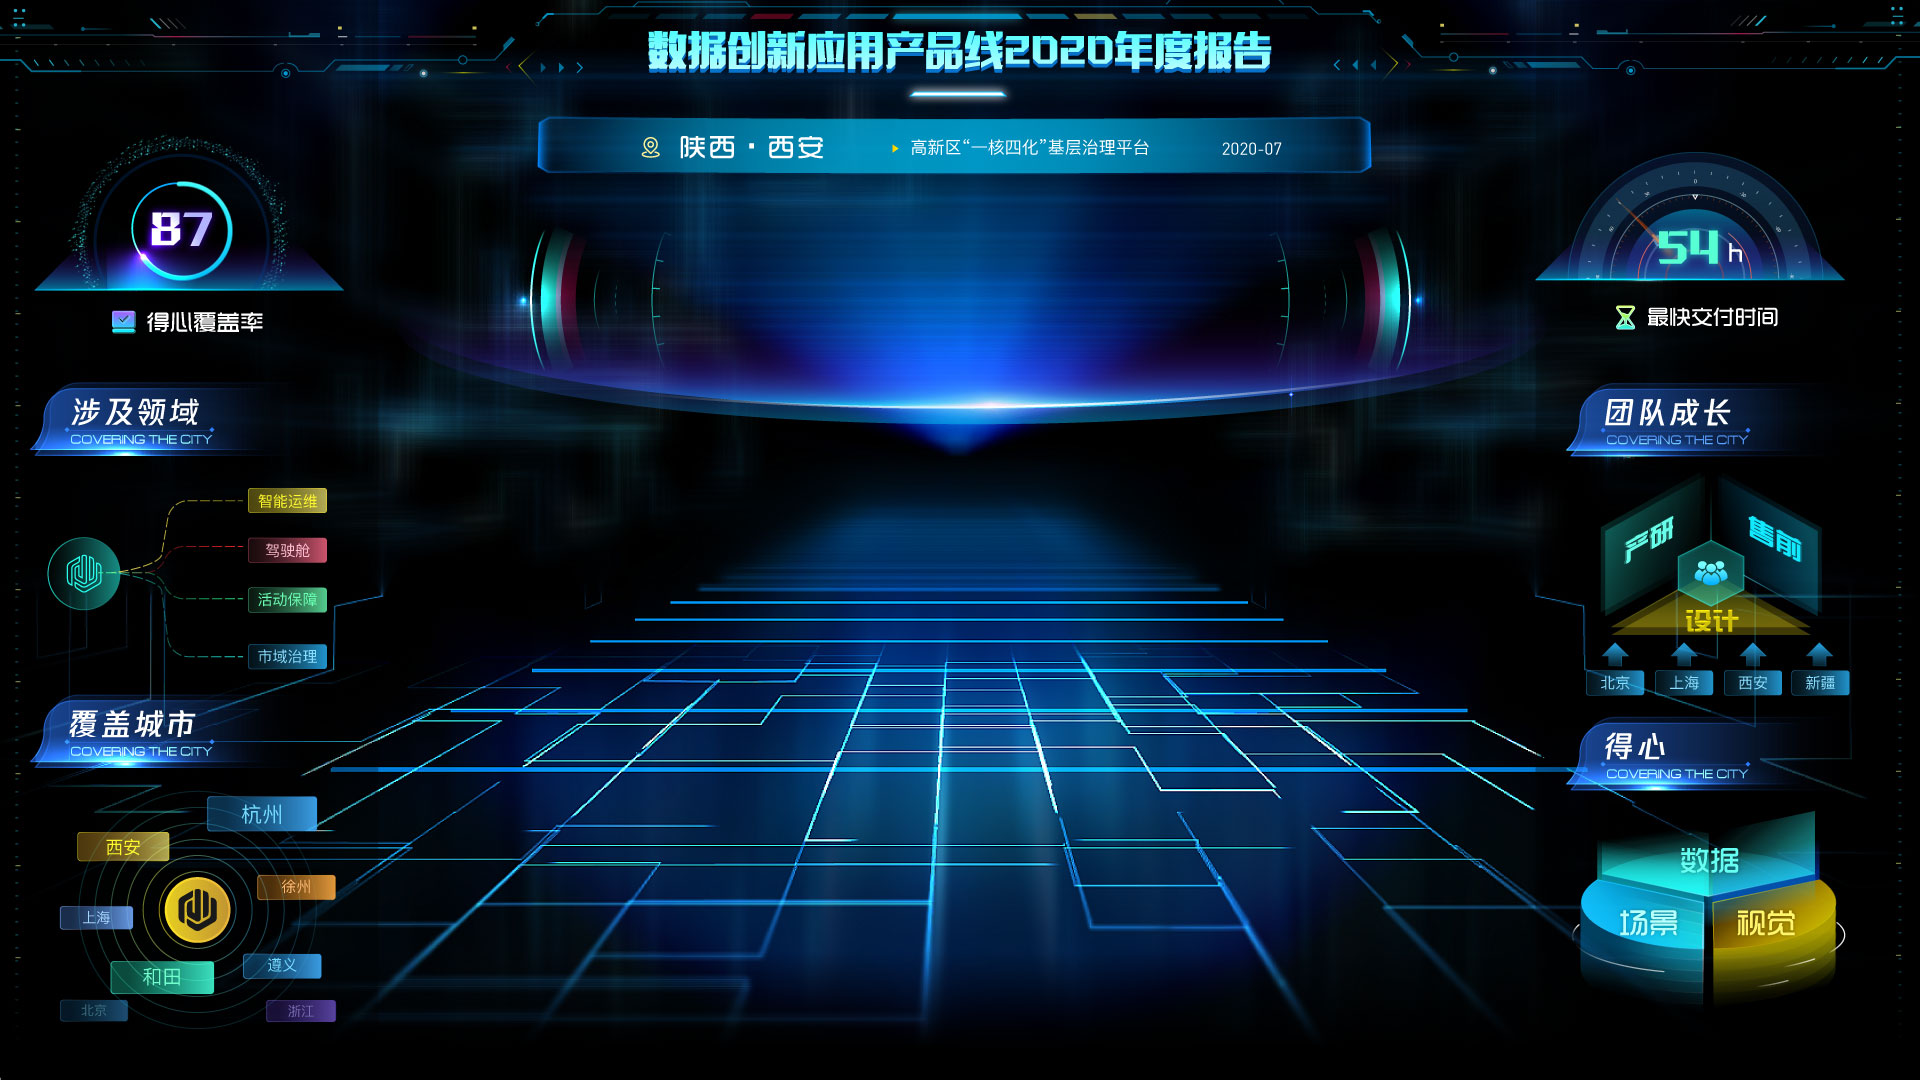 数据创新应用产品线2020年度报告
陕西·西安
高新区“一核四化”基层治理平台
2020-07
87
得心覆盖率
54 h
最快交付时间
涉及领域
COVERING THE CITY
智能运维
驾驶舱
活动保障
市域治理
覆盖城市
COVERING THE CITY
杭州
西安
徐州
上海
遵义
和田
北京
浙江
团队成长
COVERING THE CITY
产研
售前
设计
北京
上海
西安
新疆
得心
COVERING THE CITY
数据
场景
视觉